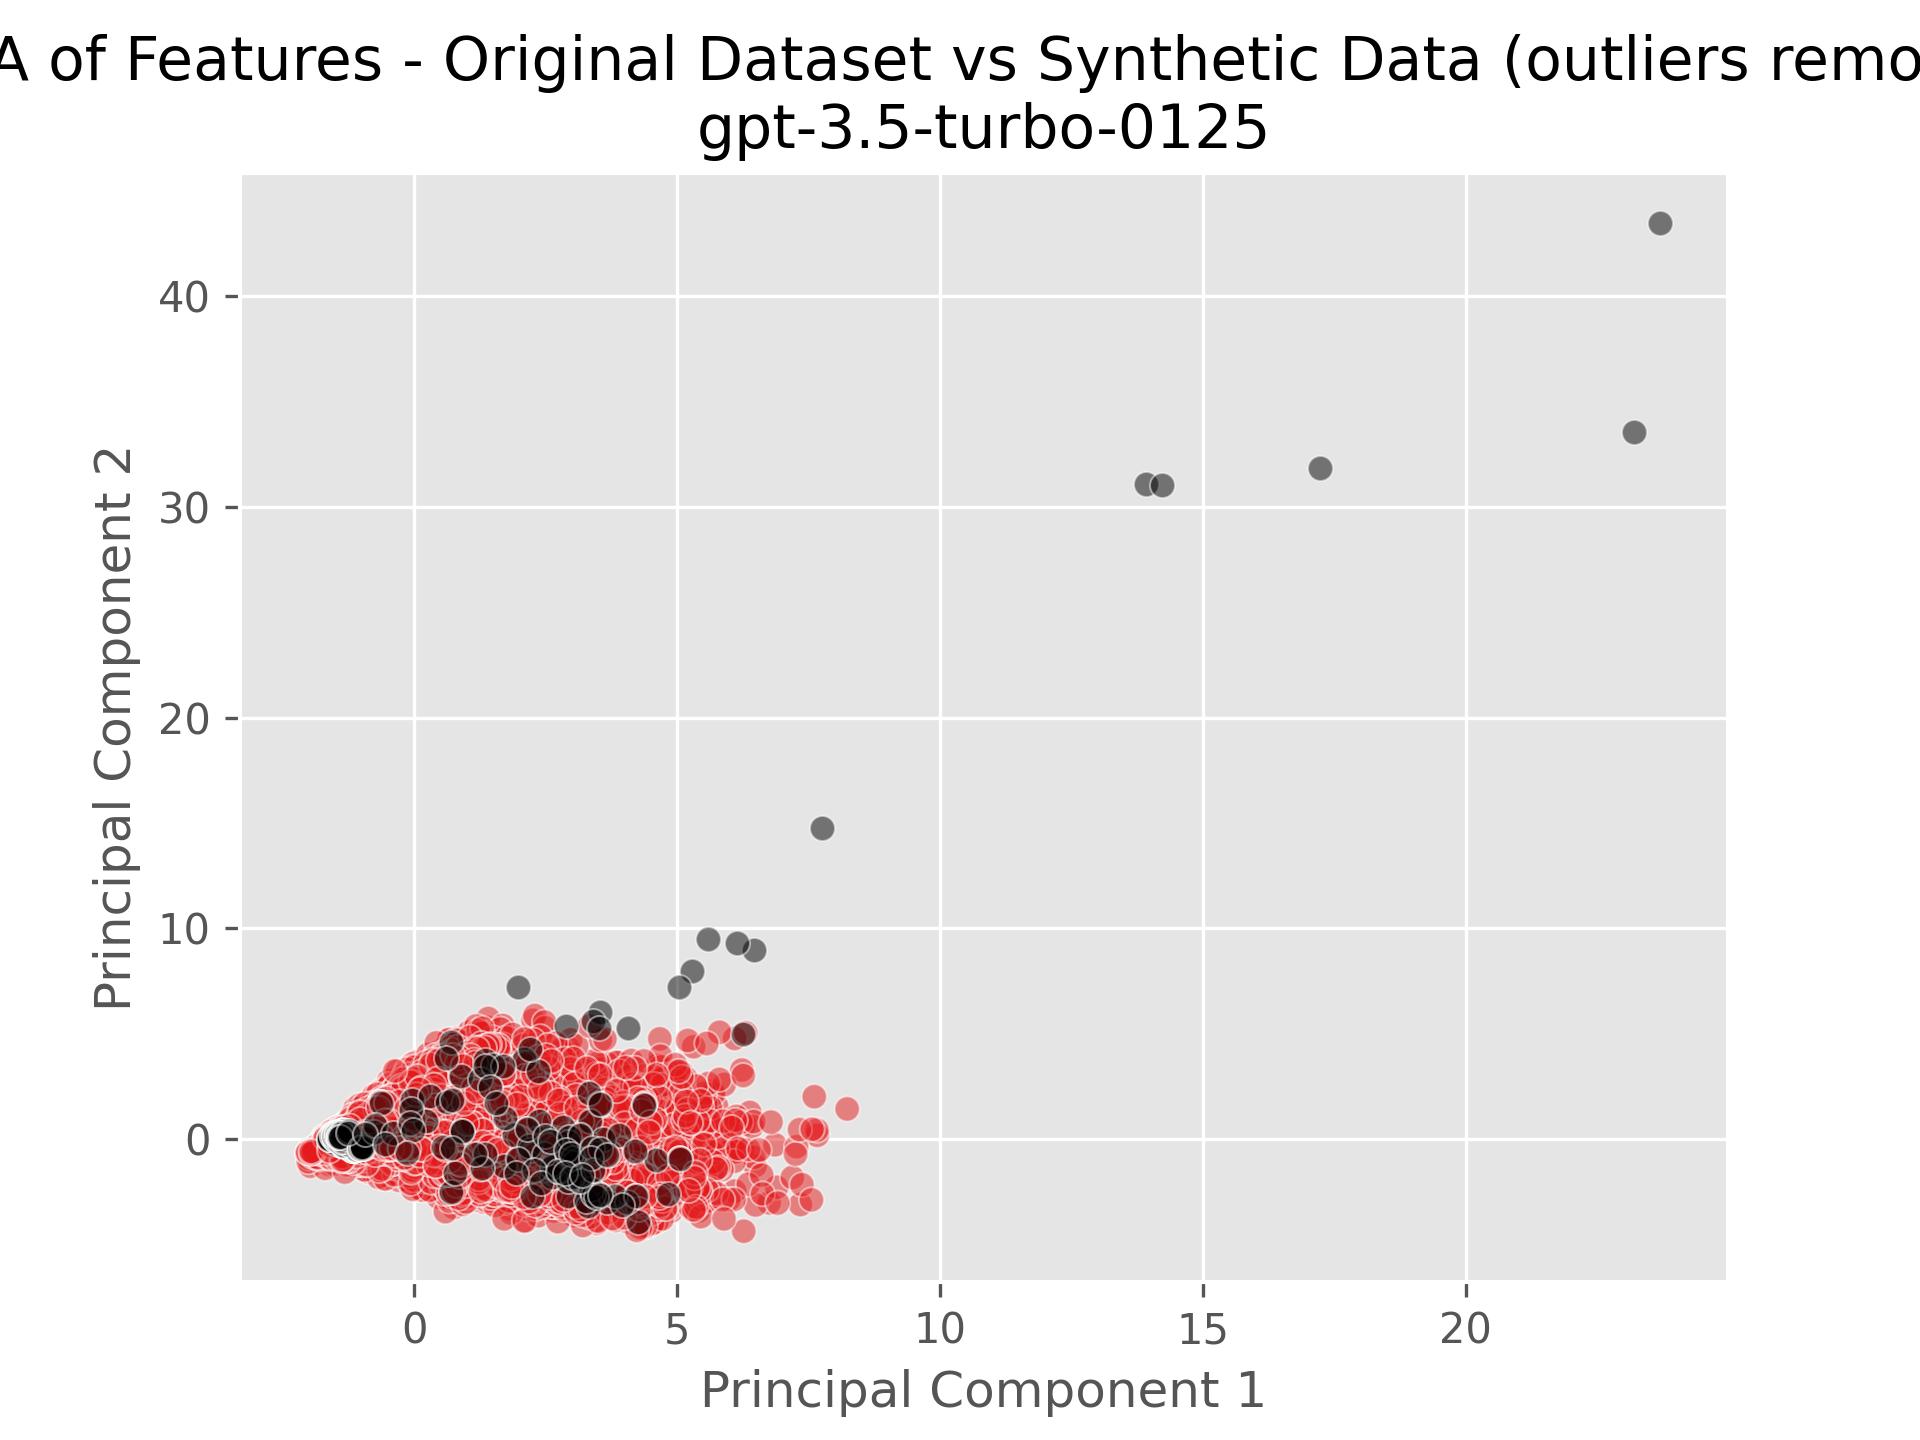 A of Features - Original Dataset vs Synthetic Data (outliers remo
gpt-3.5-turbo-0125
40
30
20
10
0
Principal Component 2
0 5 10 15 20
Principal Component 1